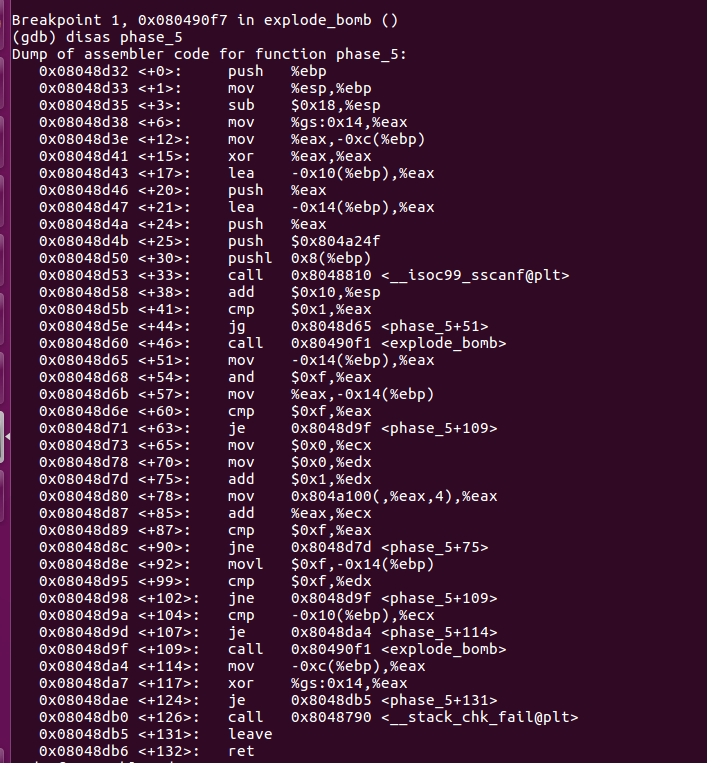 Breakpoint 1, 0x080490f7 in explode_bomb ()
(gdb) disas phase_5
Dump of assembler code for function phase_5:
   0x08048d32 <+0>:     push   %ebp
   0x08048d33 <+1>:     mov    %esp,%ebp
   0x08048d35 <+3>:     sub    $0x18,%esp
   0x08048d38 <+6>:     mov    %gs:0x14,%eax
   0x08048d3e <+12>:    mov    %eax,-0xc(%ebp)
   0x08048d41 <+15>:    xor    %eax,%eax
   0x08048d43 <+17>:    lea    -0x10(%ebp),%eax
   0x08048d46 <+20>:    push   %eax
   0x08048d47 <+21>:    lea    -0x14(%ebp),%eax
   0x08048d4a <+24>:    push   %eax
   0x08048d4b <+25>:    push   $0x804a24f
   0x08048d50 <+30>:    pushl  0x8(%ebp)
   0x08048d53 <+33>:    call   0x8048810 <__isoc99_sscanf@plt>
   0x08048d58 <+38>:    add    $0x10,%esp
   0x08048d5b <+41>:    cmp    $0x1,%eax
   0x08048d5e <+44>:    jg     0x8048d65 <phase_5+51>
   0x08048d60 <+46>:    call   0x80490f1 <explode_bomb>
   0x08048d65 <+51>:    mov    -0x14(%ebp),%eax
   0x08048d68 <+54>:    and    $0xf,%eax
   0x08048d6b <+57>:    mov    %eax,-0x14(%ebp)
   0x08048d6e <+60>:    cmp    $0xf,%eax
   0x08048d71 <+63>:    je     0x8048d9f <phase_5+109>
   0x08048d73 <+65>:    mov    $0x0,%ecx
   0x08048d78 <+70>:    mov    $0x0,%edx
   0x08048d7d <+75>:    add    $0x1,%edx
   0x08048d80 <+78>:    mov    0x804a100(,%eax,4),%eax
   0x08048d87 <+85>:    add    %eax,%ecx
   0x08048d89 <+87>:    cmp    $0xf,%eax
   0x08048d8c <+90>:    jne    0x8048d7d <phase_5+75>
   0x08048d8e <+92>:    movl   $0xf,-0x14(%ebp)
   0x08048d95 <+99>:    cmp    $0xf,%edx
   0x08048d98 <+102>:   jne    0x8048d9f <phase_5+109>
   0x08048d9a <+104>:   cmp    -0x10(%ebp),%ecx
   0x08048d9d <+107>:   je     0x8048da4 <phase_5+114>
   0x08048d9f <+109>:   call   0x80490f1 <explode_bomb>
   0x08048da4 <+114>:   mov    -0xc(%ebp),%eax
   0x08048da7 <+117>:   xor    %gs:0x14,%eax
   0x08048dae <+124>:   je     0x8048db5 <phase_5+131>
   0x08048db0 <+126>:   call   0x8048790 <__stack_chk_fail@plt>
   0x08048db5 <+131>:   leave
   0x08048db6 <+132>:   ret